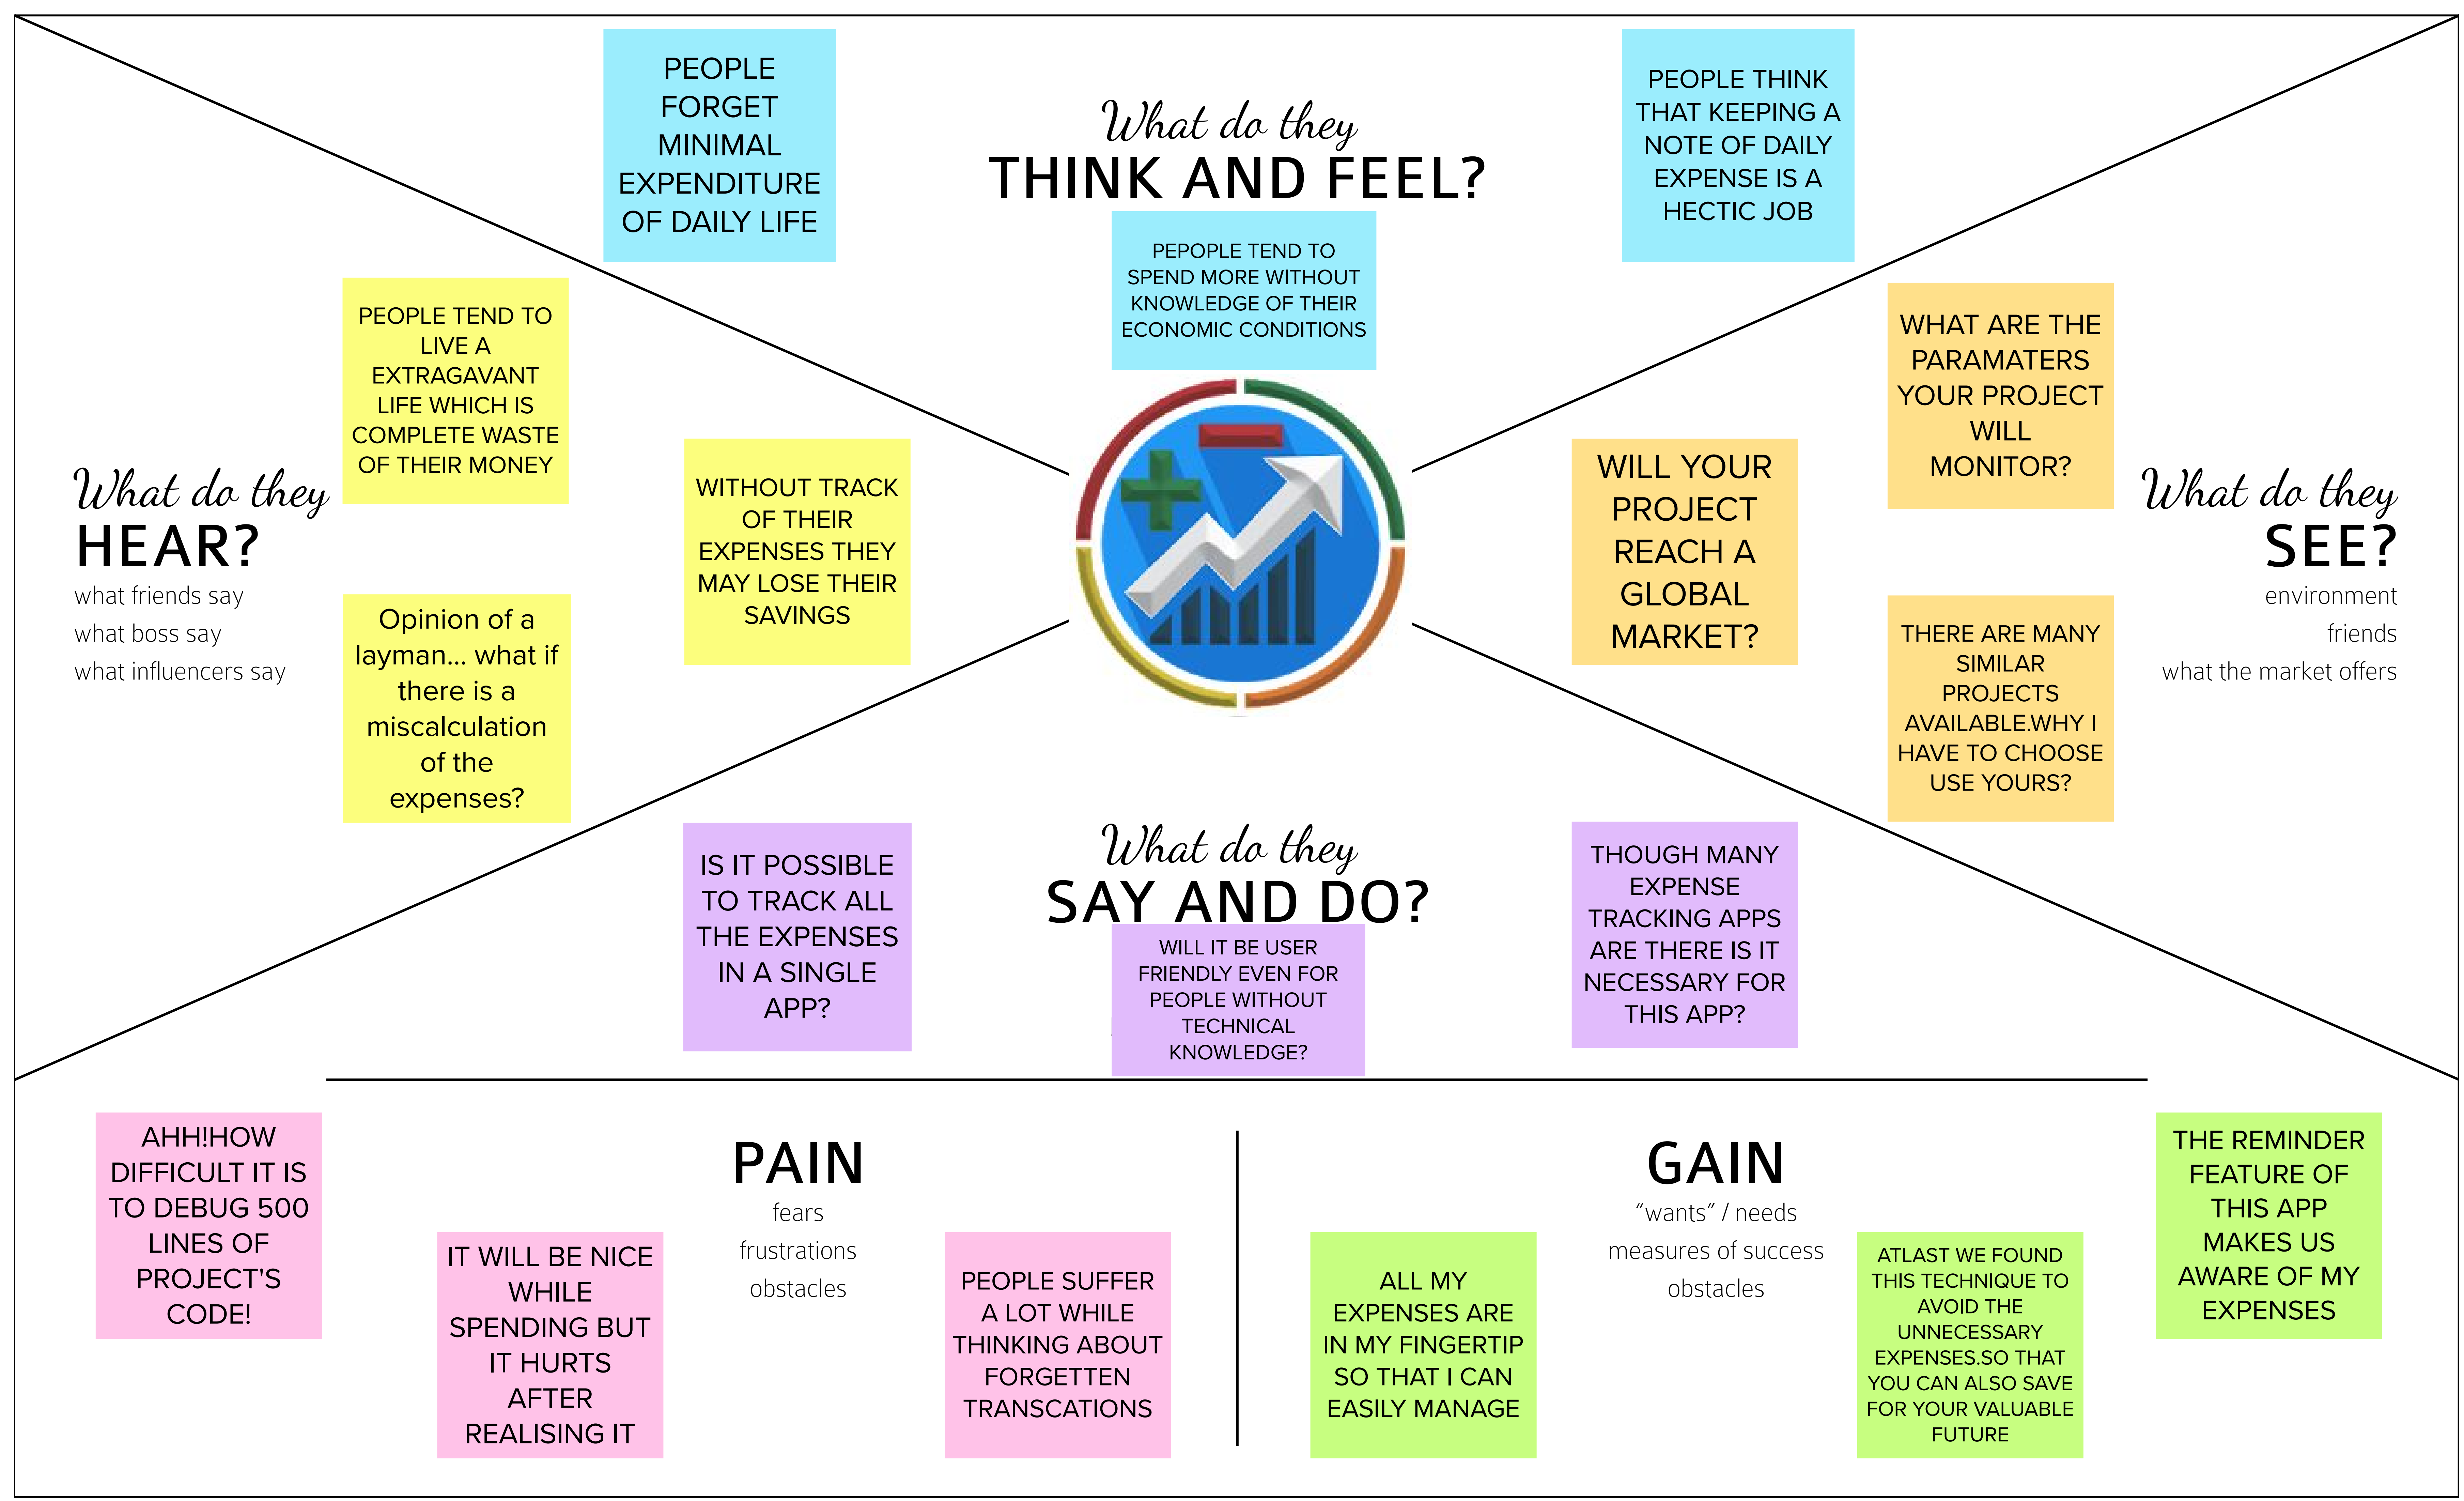 What do they
THINK AND FEEL?
PEOPLE
FORGET
MINIMAL
EXPENDITURE
OF DAILY LIFE
PEPOPLE TEND TO
SPEND MORE WITHOUT
KNOWLEDGE OF THEIR
ECONOMIC CONDITIONS
PEOPLE THINK
THAT KEEPING A
NOTE OF DAILY
EXPENSE IS A
HECTIC JOB
What do they
HEAR?
what friends say
what boss say
what influencers say
PEOPLE TEND TO
LIVE A
EXTRAGAVANT
LIFE WHICH IS
COMPLETE WASTE
OF THEIR MONEY
WITHOUT TRACK
OF THEIR
EXPENSES THEY
MAY LOSE THEIR
SAVINGS
Opinion of a
layman... what if
there is a
miscalculation
of the
expenses?
WILL YOUR
PROJECT
REACH A
GLOBAL
MARKET?
WHAT ARE THE
PARAMATERS
YOUR PROJECT
WILL
MONITOR?
THERE ARE MANY
SIMILAR
PROJECTS
AVAILABLE.WHY I
HAVE TO CHOOSE
USE YOURS?
What do they
SEE?
environment
friends
what the market offers
What do they
SAY AND DO?
IS IT POSSIBLE
TO TRACK ALL
THE EXPENSES
IN A SINGLE
APP?
WILL IT BE USER
FRIENDLY EVEN FOR
PEOPLE WITHOUT
TECHNICAL
KNOWLEDGE?
THOUGH MANY
EXPENSE
TRACKING APPS
ARE THERE IS IT
NECESSARY FOR
THIS APP?
PAIN
fears
frustrations
obstacles
AHH!HOW
DIFFICULT IT IS
TO DEBUG 500
LINES OF
PROJECT'S
CODE!
IT WILL BE NICE
WHILE
SPENDING BUT
IT HURTS
AFTER
REALISING IT
PEOPLE SUFFER
A LOT WHILE
THINKING ABOUT
FORGETTEN
TRANSCATIONS
GAIN
“wants” / needs
measures of success
obstacles
ALL MY
EXPENSES ARE
IN MY FINGERTIP
SO THAT I CAN
EASILY MANAGE
ATLAST WE FOUND
THIS TECHNIQUE TO
AVOID THE
UNNECESSARY
EXPENSES.SO THAT
YOU CAN ALSO SAVE
FOR YOUR VALUABLE
FUTURE
THE REMINDER
FEATURE OF
THIS APP
MAKES US
AWARE OF MY
EXPENSES